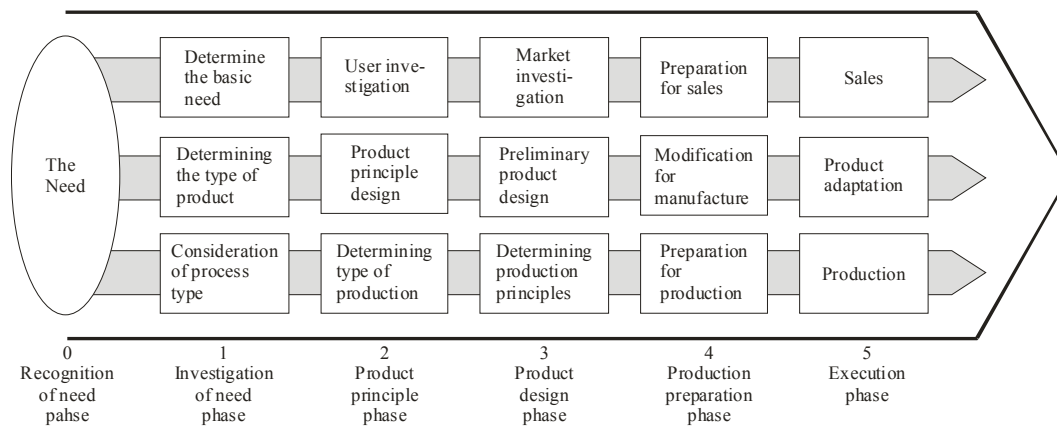 Determine
the basic
need
User inve-
stigation
Market
investi-
gation
Preparation
for sales
Sales
The
Need
Determining
the type of
product
Product
principle
design
Preliminary
product
design
Modification
for
manufacture
Product
adaptation
Consideration
of process
type
Determining
type of
production
Determining
production
principles
Preparation
for
production
Production
0
Recognition
of need
pahse
1
Investigation
of need
phase
2
Product
principle
phase
3
Product
design
phase
4
Production
preparation
phase
5
Execution
phase